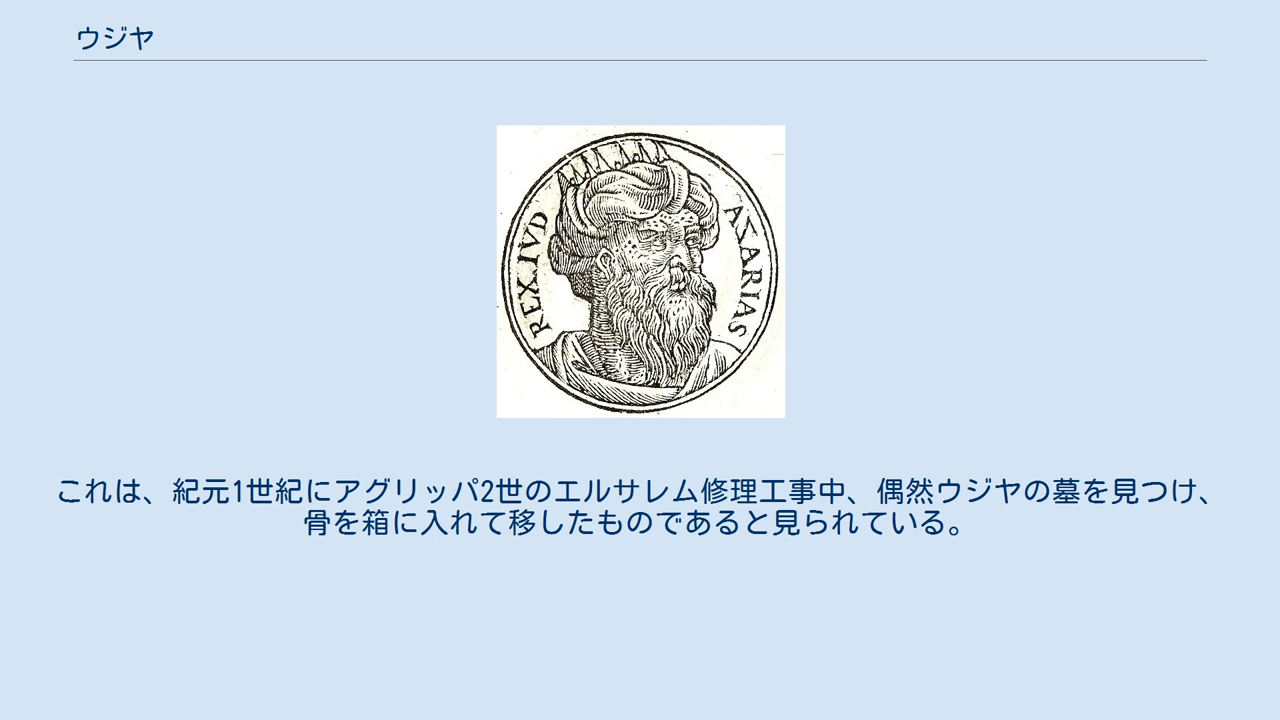 ウジヤ
REX.IVD
AZARIAS
これは、紀元1世紀にアグリッパ2世のエルサレム修理工事中、偶然ウジヤの墓を見つけ、
骨を箱に入れて移したものであると見られている。